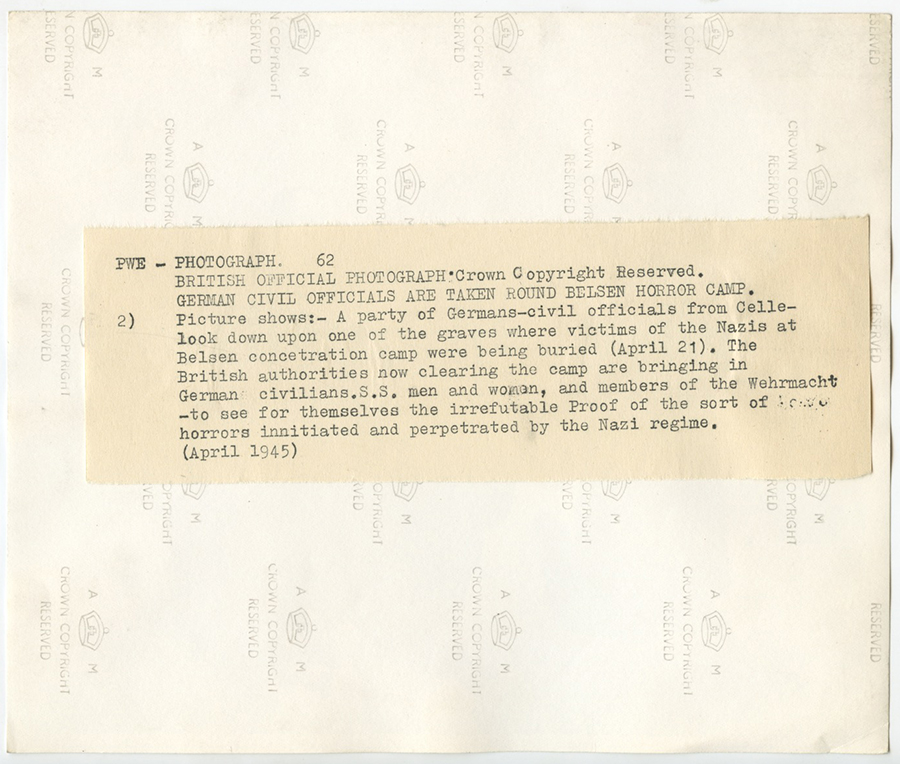 PWE - PHOTOGRAPH. 62
BRITISH OFFICIAL PHOTOGRAPH.Crown Copyright Reserved.
GERMAN CIVIL OFFICIALS ARE TAKEN ROUND BELSEN HORROR CAMP.
2) Picture shows:- A party of Germans-civil officials from Celle-
look down upon one of the graves where victims of the Nazis at
Belsen concetration camp were being buried (April 21). The
British authorities now clearing the camp are bringing in
German civilians.S.S. men and women, and members of the Wehrmacht
-to see for themselves the irrefutable Proof of the sort of
horrors innitiated and perpetrated by the Nazi regime.
(April 1945)
A M
CROWN COPYRIGHT
RESERVED